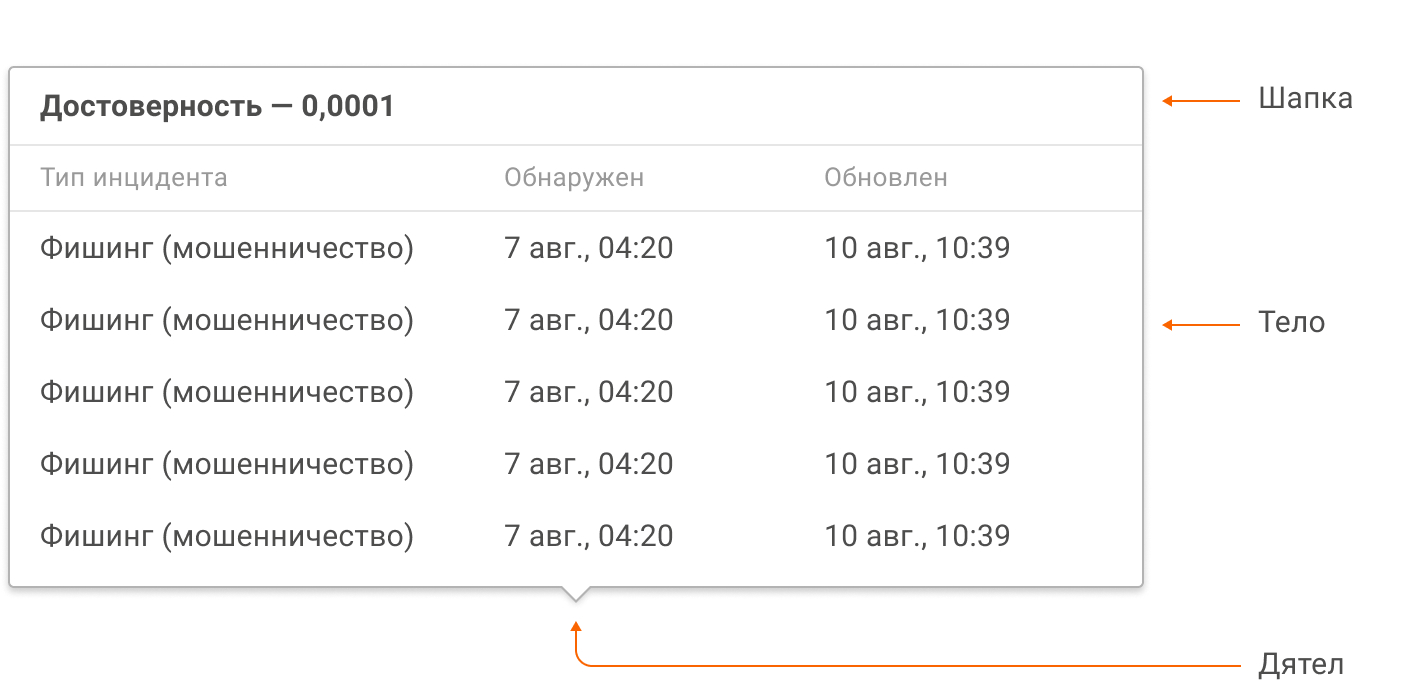 Достоверность — 0,0001
Шапка
Тип инцидента Обнаружен Обновлен
Фишинг (мошенничество) 7 авг., 04:20 10 авг., 10:39
Фишинг (мошенничество) 7 авг., 04:20 10 авг., 10:39
Тело
Фишинг (мошенничество) 7 авг., 04:20 10 авг., 10:39
Фишинг (мошенничество) 7 авг., 04:20 10 авг., 10:39
Фишинг (мошенничество) 7 авг., 04:20 10 авг., 10:39
Дятел